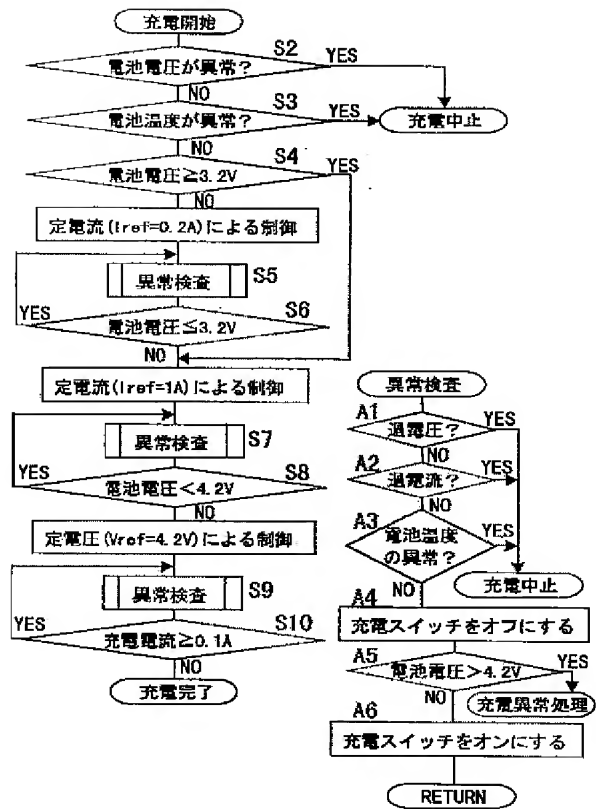 充電開始
S2
電池電圧が異常?
YES
NO
S3
電池温度が異常?
YES
充電中止
NO
S4
電池電圧≧3.2V
YES
NO
定電流(Iref=0.2A)による制御
異常検査
S5
S6
YES
電池電圧≦3.2V
NO
定電流(Iref=1A)による制御
異常検査
S7
YES
S8
電池電圧<4.2V
NO
定電圧(Vref=4.2V)による制御
異常検査
S9
YES
S10
充電電流≧0.1A
NO
充電完了
異常検査
A1
過電圧?
YES
NO
A2
過電流?
YES
NO
A3
電池温度
の異常?
YES
NO
充電中止
A4
充電スイッチをオフにする
A5
電池電圧>4.2V
YES
NO
充電異常処理
A6
充電スイッチをオンにする
RETURN